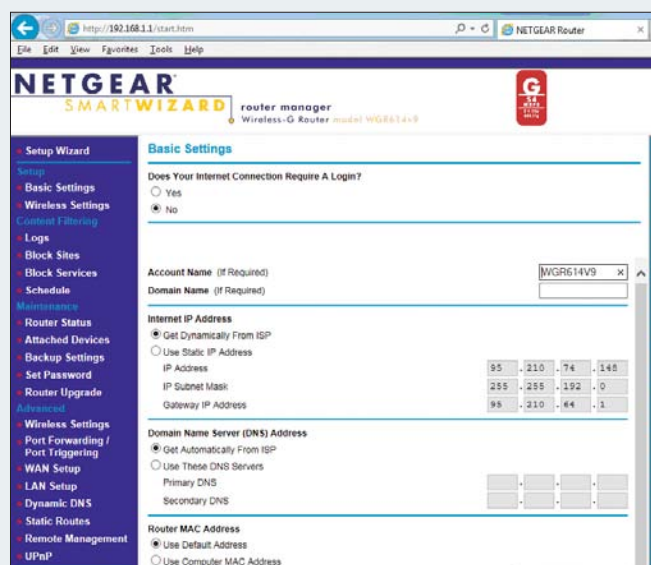 http://192.168.1.1/start.htm
NETGEAR Router
File Edit View Favorites Tools Help
NETGEAR
SMARTWIZARD router manager
Wireless-G Router model WGR614v9
G
54
Setup Wizard
Setup
Basic Settings
Wireless Settings
Content Filtering
Logs
Block Sites
Block Services
Schedule
Maintenance
Router Status
Attached Devices
Backup Settings
Set Password
Router Upgrade
Advanced
Wireless Settings
Port Forwarding /
Port Triggering
WAN Setup
LAN Setup
Dynamic DNS
Static Routes
Remote Management
UPnP
Basic Settings
Does Your Internet Connection Require A Login?
Yes
No
Account Name (If Required) WGR614V9
Domain Name (If Required)
Internet IP Address
Get Dynamically From ISP
Use Static IP Address
IP Address 95 . 210 . 74 . 148
IP Subnet Mask 255 . 255 . 192 . 0
Gateway IP Address 95 . 210 . 64 . 1
Domain Name Server (DNS) Address
Get Automatically From ISP
Use These DNS Servers
Primary DNS . . .
Secondary DNS . . .
Router MAC Address
Use Default Address
Use Computer MAC Address